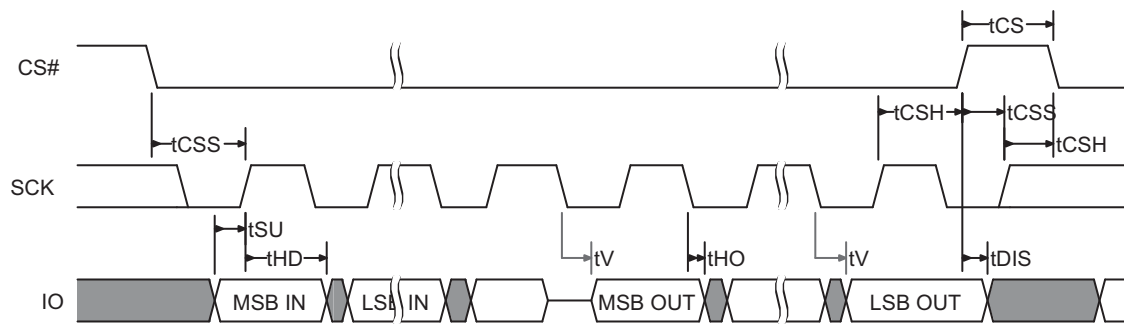 tCS
CS#
tCSH
tCSS
tCSS
tCSH
SCK
tSU
tHD
tV
tHO
tV
tDIS
IO
MSB IN
LSB IN
MSB OUT
LSB OUT